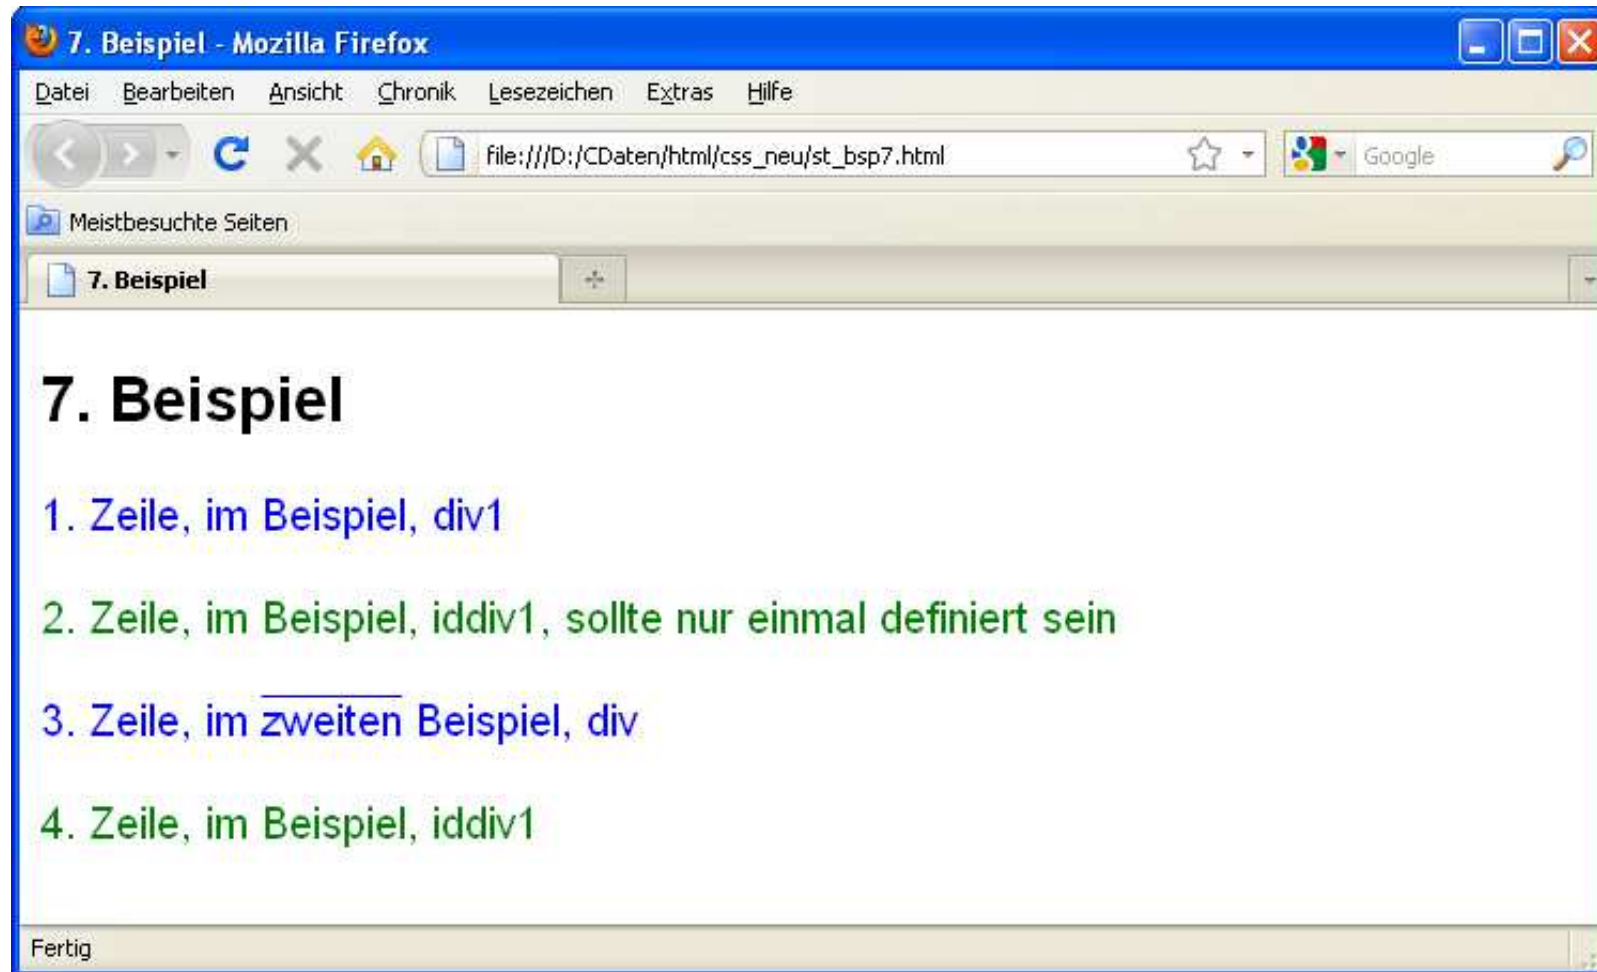 7. Beispiel - Mozilla Firefox
Datei Bearbeiten Ansicht Chronik Lesezeichen Extras Hilfe
file:///D:/CDaten/html/css_neu/st_bsp7.html Google
Meistbesuchte Seiten
7. Beispiel
7. Beispiel
1. Zeile, im Beispiel, div1
2. Zeile, im Beispiel, iddiv1, sollte nur einmal definiert sein
3. Zeile, im zweiten Beispiel, div
4. Zeile, im Beispiel, iddiv1
Fertig